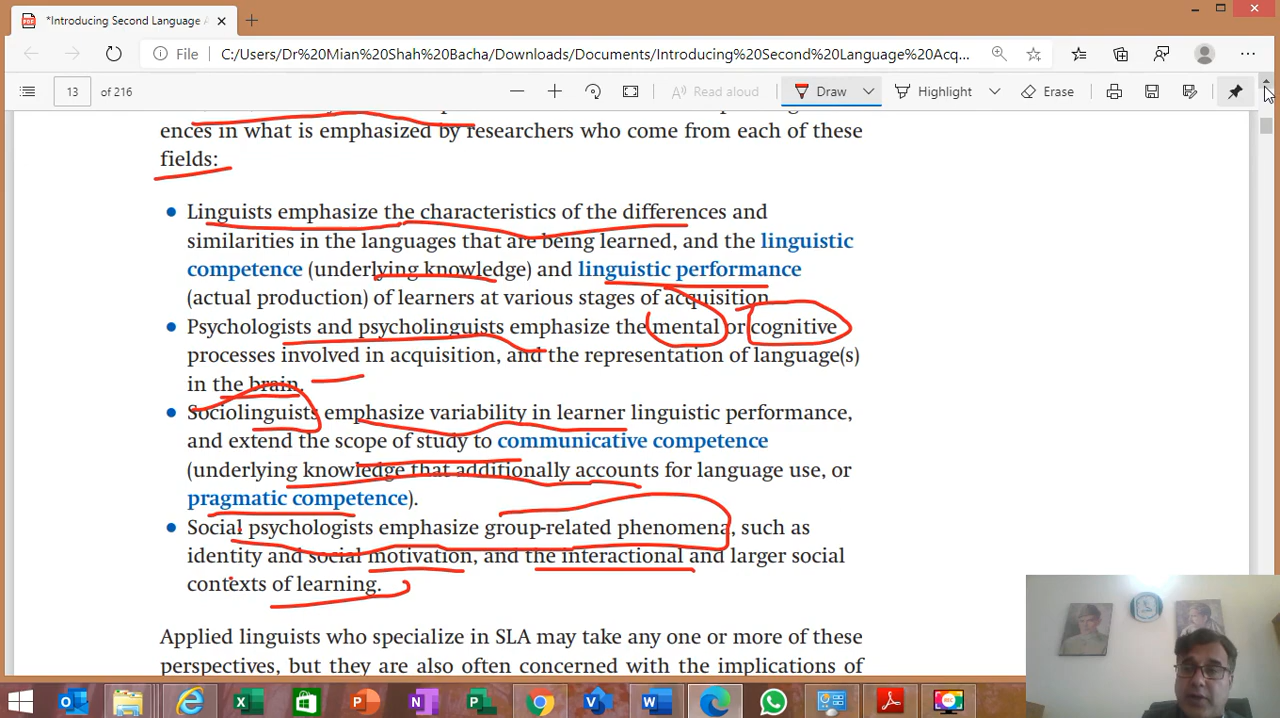 *Introducing Second Language A
File
C:/Users/Dr%20Mian%20Shah%20Bacha/Downloads/Documents/Introducing%20Second%20Language%20Acq...
13 of 216
Read aloud
Draw
Highlight
Erase
ences in what is emphasized by researchers who come from each of these
fields:
• Linguists emphasize the characteristics of the differences and
similarities in the languages that are being learned, and the linguistic
competence (underlying knowledge) and linguistic performance
(actual production) of learners at various stages of acquisition.
• Psychologists and psycholinguists emphasize the mental or cognitive
processes involved in acquisition, and the representation of language(s)
in the brain.
• Sociolinguists emphasize variability in learner linguistic performance,
and extend the scope of study to communicative competence
(underlying knowledge that additionally accounts for language use, or
pragmatic competence).
• Social psychologists emphasize group-related phenomena, such as
identity and social motivation, and the interactional and larger social
contexts of learning.
Applied linguists who specialize in SLA may take any one or more of these
perspectives, but they are also often concerned with the implications of